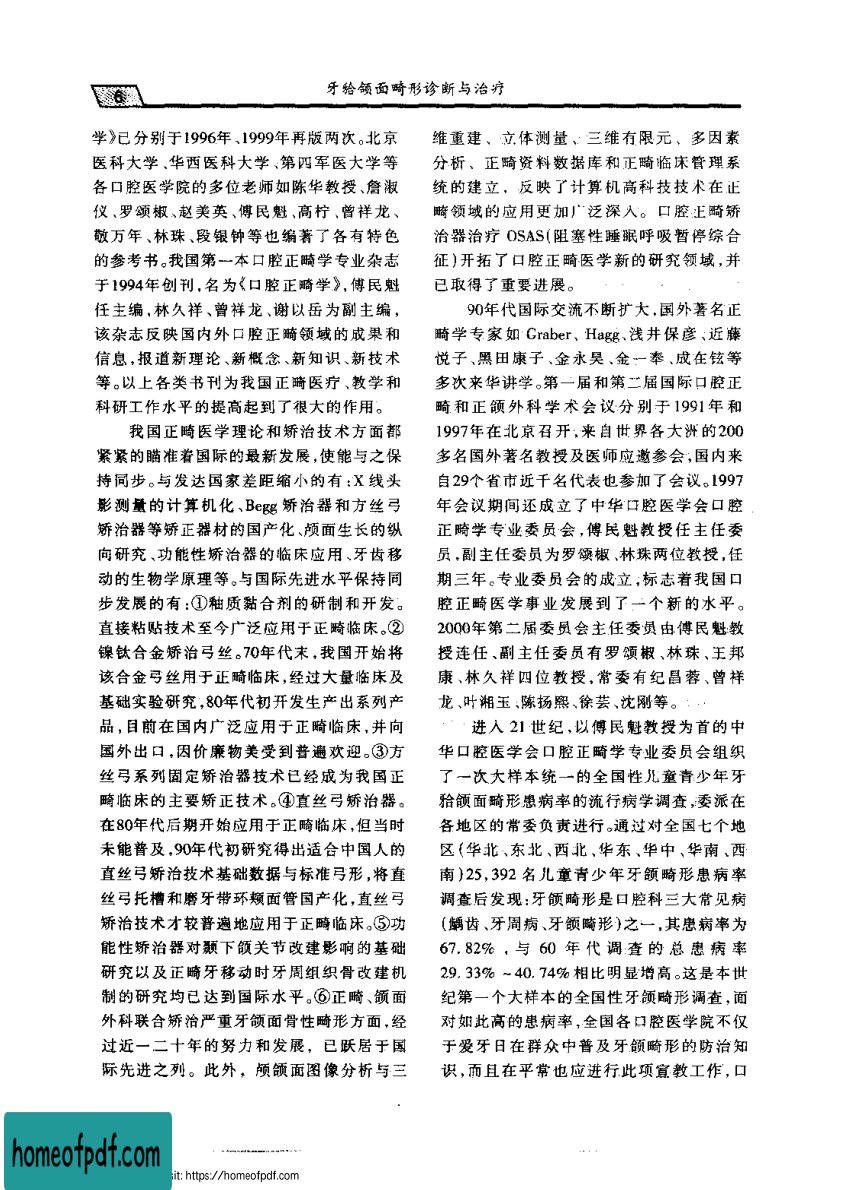 6
牙𬌗颌面畸形诊断与治疗
学》已分别于1996年、1999年再版两次。北京
医科大学、华西医科大学、第四军医大学等
各口腔医学院的多位老师如陈华教授、詹淑
仪、罗颂椒、赵美英、傅民魁、高柠、曾祥龙、
敬万年、林珠、段银钟等也编著了各有特色
的参考书。我国第一本口腔正畸学专业杂志
于1994年创刊,名为《口腔正畸学》,傅民魁
任主编,林久祥、曾祥龙、谢以岳为副主编,
该杂志反映国内外口腔正畸领域的成果和
信息,报道新理论、新概念、新知识、新技术
等。以上各类书刊为我国正畸医疗、教学和
科研工作水平的提高起到了很大的作用。
我国正畸医学理论和矫治技术方面都
紧紧的瞄准着国际的最新发展,使能与之保
持同步。与发达国家差距缩小的有:X线头
影测量的计算机化、Begg矫治器和方丝弓
矫治器等矫正器材的国产化、颅面生长的纵
向研究、功能性矫治器的临床应用、牙齿移
动的生物学原理等。与国际先进水平保持同
步发展的有:①釉质黏合剂的研制和开发。
直接粘贴技术至今广泛应用于正畸临床。②
镍钛合金矫治弓丝。70年代末,我国开始将
该合金弓丝用于正畸临床,经过大量临床及
基础实验研究,80年代初开发生产出系列产
品,目前在国内广泛应用于正畸临床,并向
国外出口,因价廉物美受到普遍欢迎。③方
丝弓系列固定矫治器技术已经成为我国正
畸临床的主要矫正技术。④直丝弓矫治器。
在80年代后期开始应用于正畸临床,但当时
未能普及,90年代初研究得出适合中国人的
直丝弓矫治技术基础数据与标准弓形,将直
丝弓托槽和磨牙带环颊面管国产化,直丝弓
矫治技术才较普遍地应用于正畸临床。⑤功
能性矫治器对颞下颌关节改建影响的基础
研究以及正畸牙移动时牙周组织骨改建机
制的研究均已达到国际水平。⑥正畸、颌面
外科联合矫治严重牙颌面骨性畸形方面,经
过近一二十年的努力和发展，已跃居于国
际先进之列。此外，颅颌面图像分析与三
维重建、立体测量、三维有限元、多因素
分析、正畸资料数据库和正畸临床管理系
统的建立，反映了计算机高科技技术在正
畸领域的应用更加广泛深入。口腔正畸矫
治器治疗 OSAS(阻塞性睡眠呼吸暂停综合
征)开拓了口腔正畸医学新的研究领域,并
已取得了重要进展。
90年代国际交流不断扩大,国外著名正
畸学专家如 Graber、Hagg、浅井保彦、近藤
悦子、黑田康子、金永昊、金一奉、成在铉等
多次来华讲学。第一届和第二届国际口腔正
畸和正颌外科学术会议分别于1991年和
1997年在北京召开,来自世界各大洲的200
多名国外著名教授及医师应邀参会,国内来
自29个省市近千名代表也参加了会议。1997
年会议期间还成立了中华口腔医学会口腔
正畸学专业委员会,傅民魁教授任主任委
员,副主任委员为罗颂椒、林珠两位教授,任
期三年。专业委员会的成立,标志着我国口
腔正畸医学事业发展到了一个新的水平。
2000年第二届委员会主任委员由傅民魁教
授连任、副主任委员有罗颂椒、林珠、王邦
康、林久祥四位教授,常委有纪昌蓉、曾祥
龙、叶湘玉、陈扬熙、徐芸、沈刚等。
进入21世纪,以傅民魁教授为首的中
华口腔医学会口腔正畸学专业委员会组织
了一次大样本统一的全国性儿童青少年牙
𬌗颌面畸形患病率的流行病学调查,委派在
各地区的常委负责进行。通过对全国七个地
区(华北、东北、西北、华东、华中、华南、西
南)25,392名儿童青少年牙颌畸形患病率
调查后发现:牙颌畸形是口腔科三大常见病
(龋齿、牙周病、牙颌畸形)之一,其患病率为
67.82%，与60年代调查的总患病率
29.33%~40.74%相比明显增高。这是本世
纪第一个大样本的全国性牙颌畸形调查,面
对如此高的患病率,全国各口腔医学院不仅
于爱牙日在群众中普及牙颌畸形的防治知
识,而且在平常也应进行此项宣教工作,口
homeofpdf.com
sit: https://homeofpdf.com